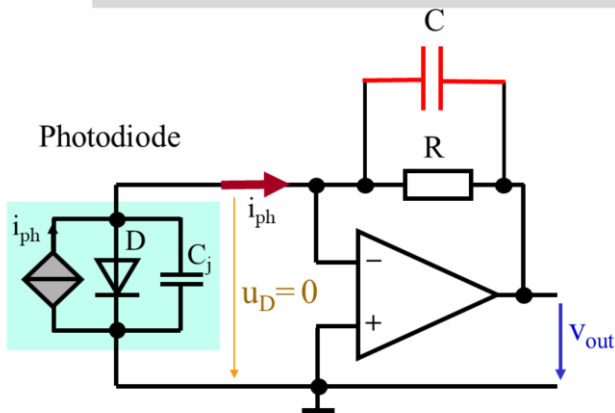 C
Photodiode
R
i_ph
i_ph
D
C_j
u_D=0
−
+
v_out